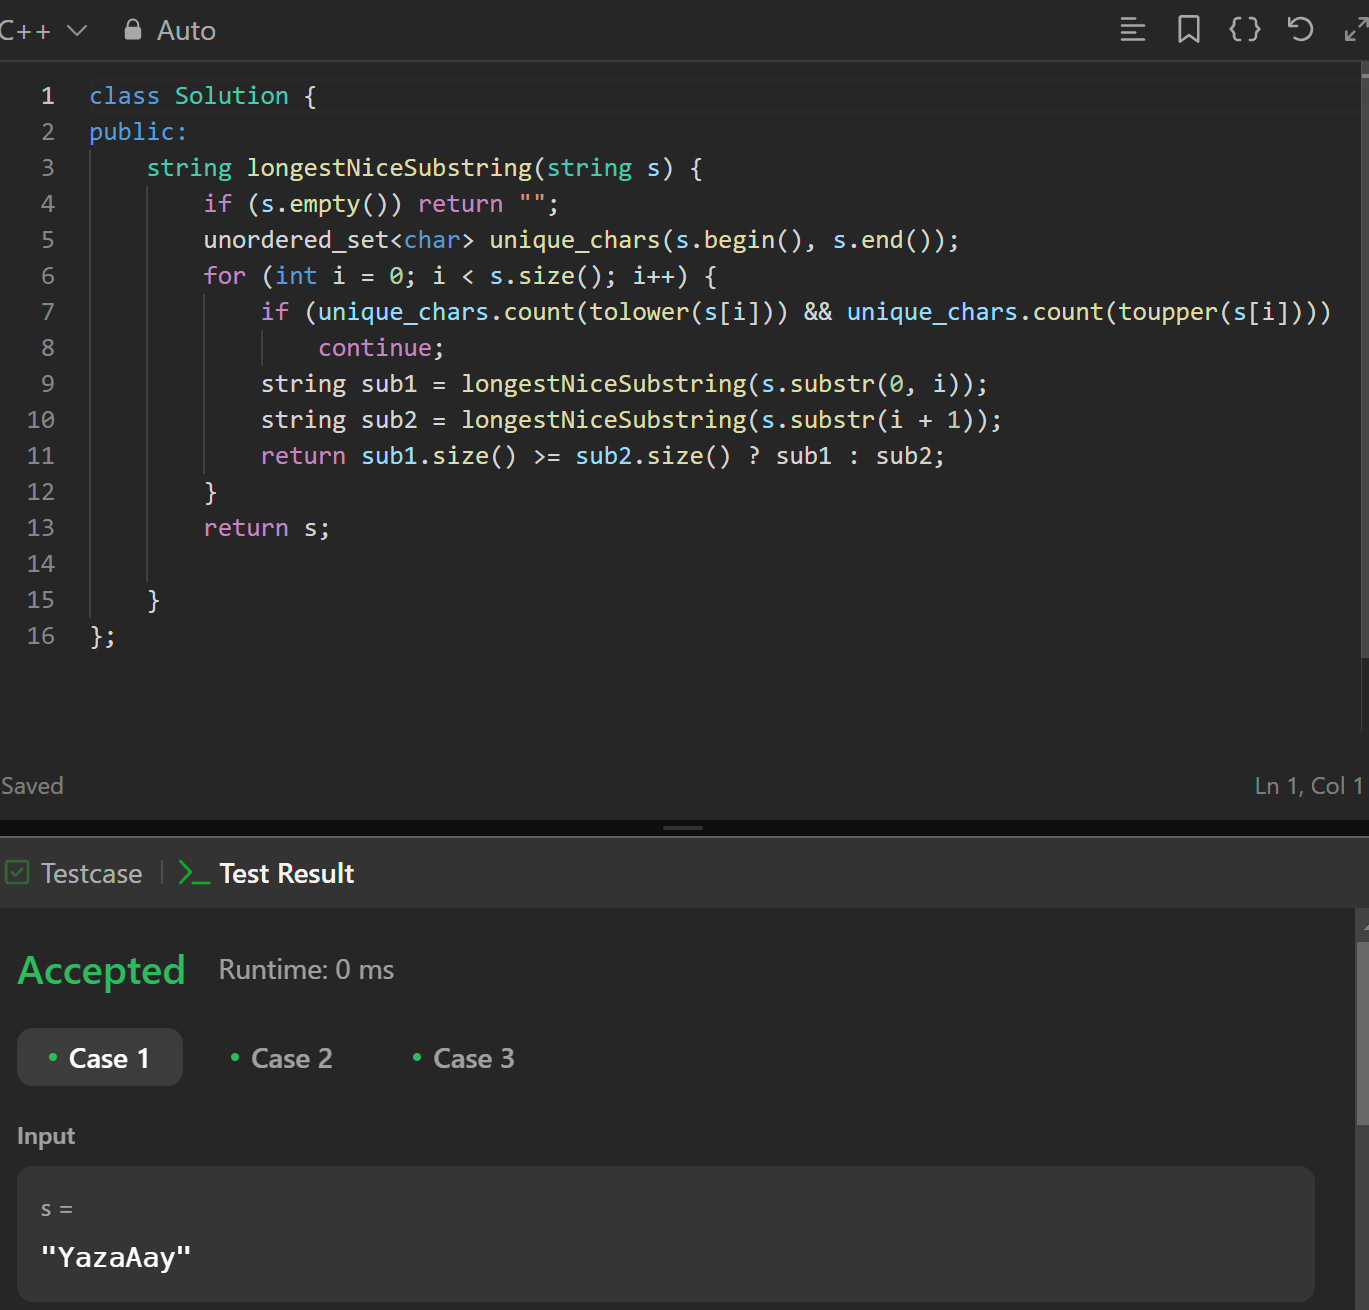 C++ Auto
1 class Solution {
2 public:
3     string longestNiceSubstring(string s) {
4         if (s.empty()) return "";
5         unordered_set<char> unique_chars(s.begin(), s.end());
6         for (int i = 0; i < s.size(); i++) {
7             if (unique_chars.count(tolower(s[i])) && unique_chars.count(toupper(s[i])))
8                 continue;
9             string sub1 = longestNiceSubstring(s.substr(0, i));
10             string sub2 = longestNiceSubstring(s.substr(i + 1));
11             return sub1.size() >= sub2.size() ? sub1 : sub2;
12         }
13         return s;
14
15     }
16 };
Saved Ln 1, Col 1
Testcase Test Result
Accepted Runtime: 0 ms
Case 1 Case 2 Case 3
Input
s =
"YazaAay"